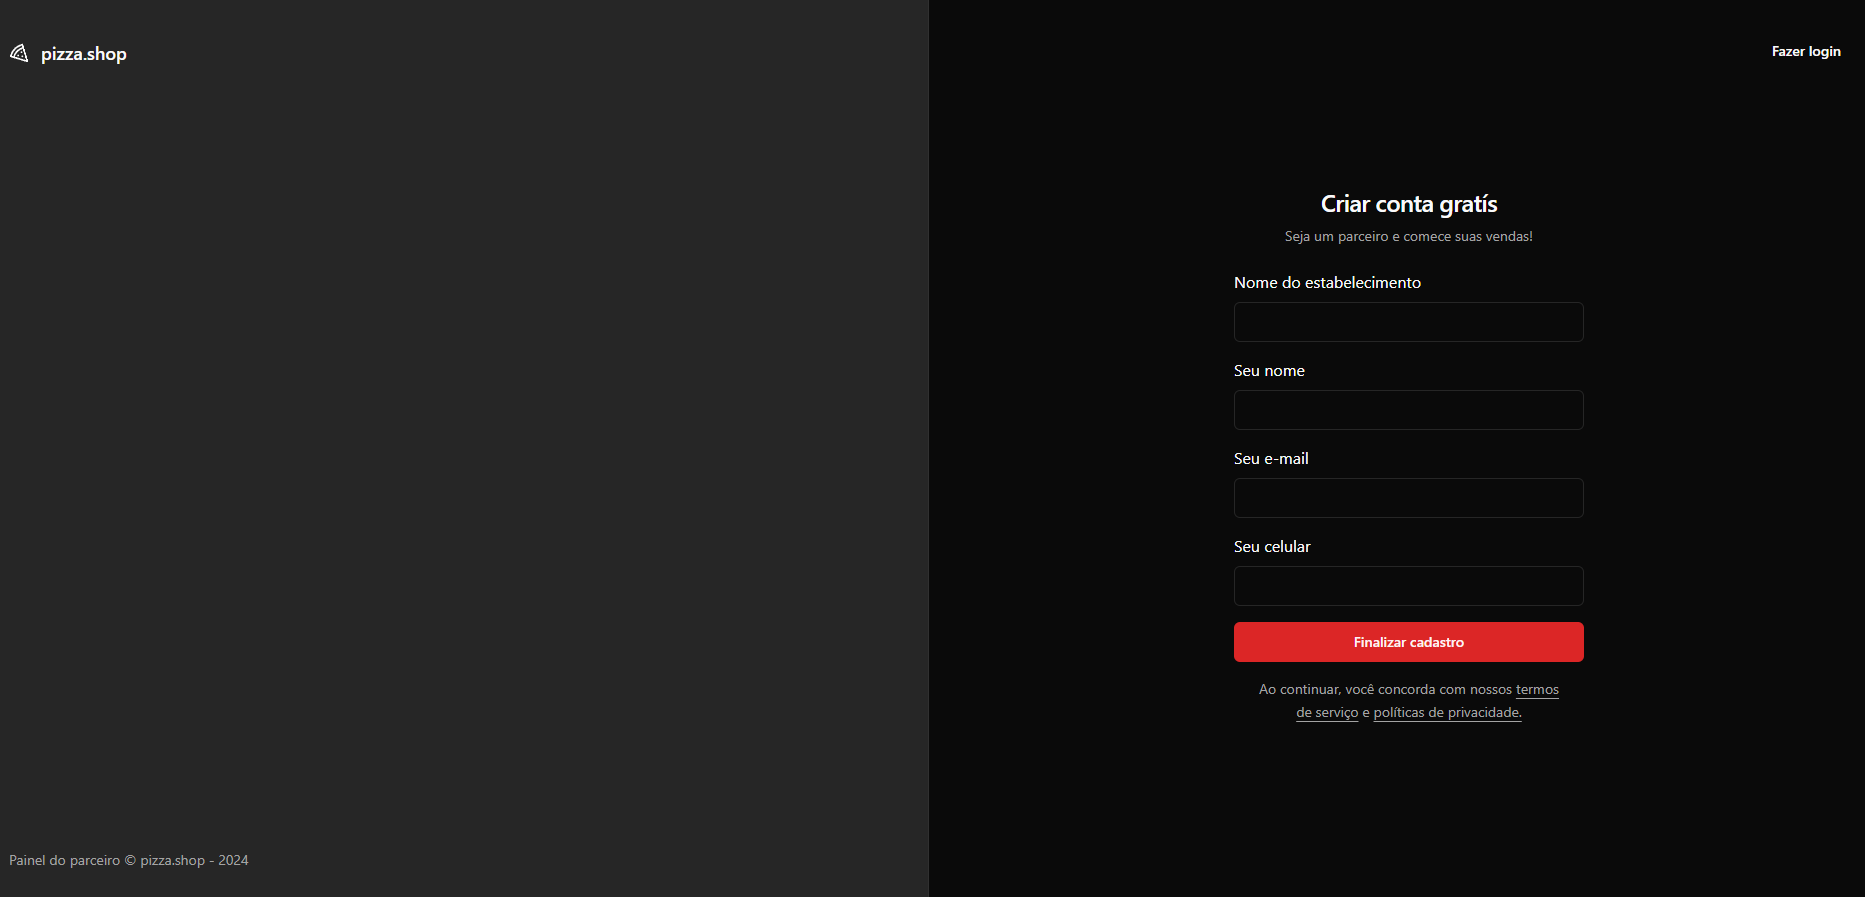 pizza.shop
Fazer login
Criar conta gratís
Seja um parceiro e comece suas vendas!
Nome do estabelecimento
Seu nome
Seu e-mail
Seu celular
Finalizar cadastro
Ao continuar, você concorda com nossos termos
de serviço e políticas de privacidade.
Painel do parceiro © pizza.shop - 2024